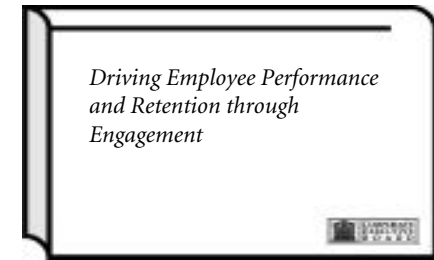 Driving Employee Performance
and Retention through
Engagement